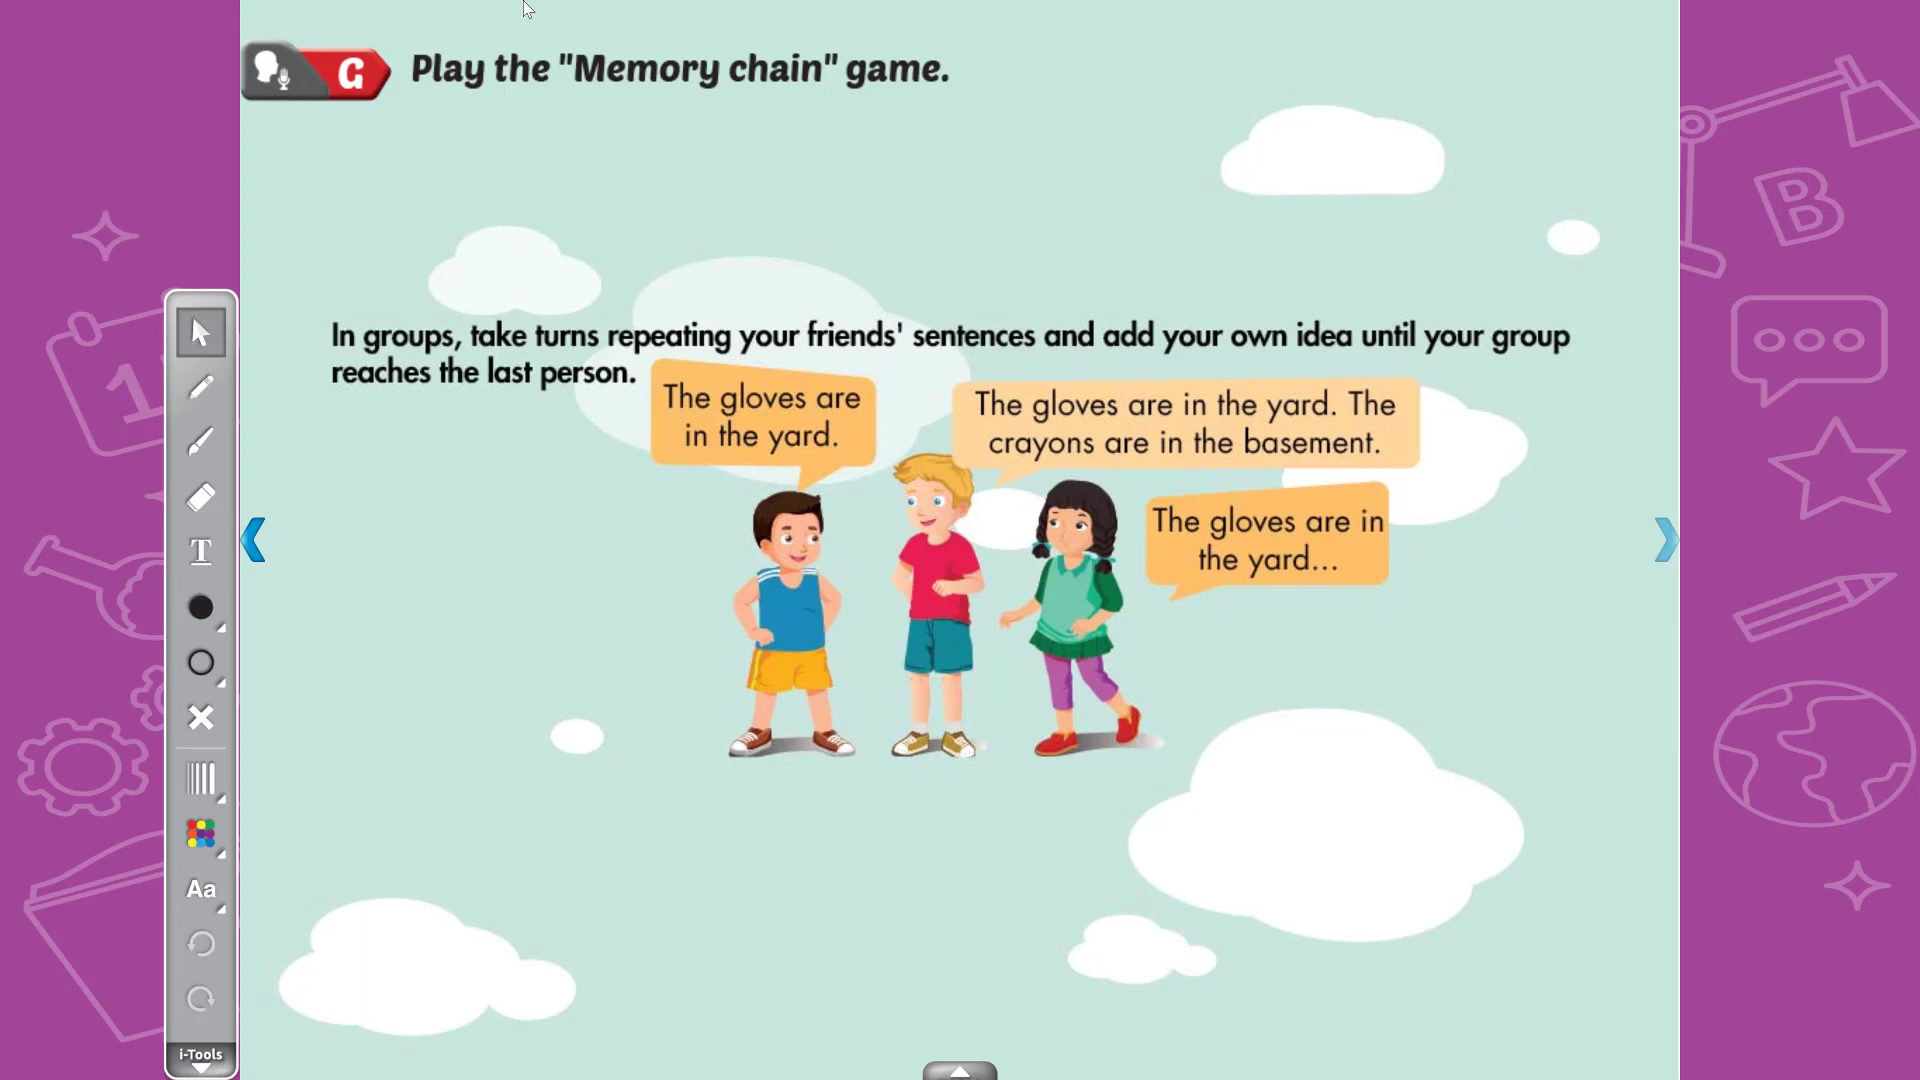 G
Play the "Memory chain" game.
In groups, take turns repeating your friends' sentences and add your own idea until your group
reaches the last person.
The gloves are
in the yard.
The gloves are in the yard. The
crayons are in the basement.
The gloves are in
the yard...
T
Aa
i-Tools
1
B